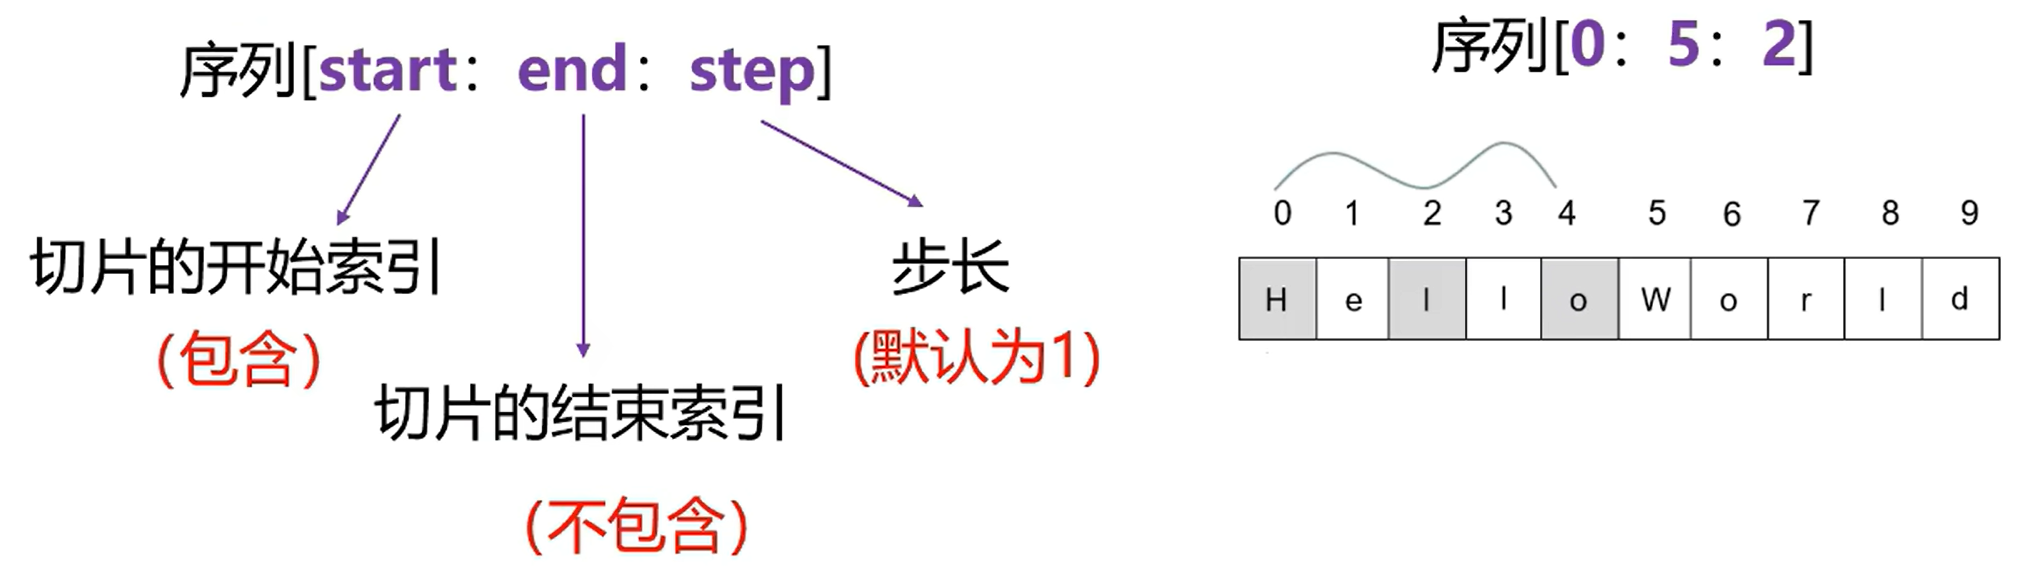 序列[start：end：step]
切片的开始索引
(包含)
切片的结束索引
(不包含)
步长
(默认为1)
序列[0：5：2]
0 1 2 3 4 5 6 7 8 9
H e l l o W o r l d